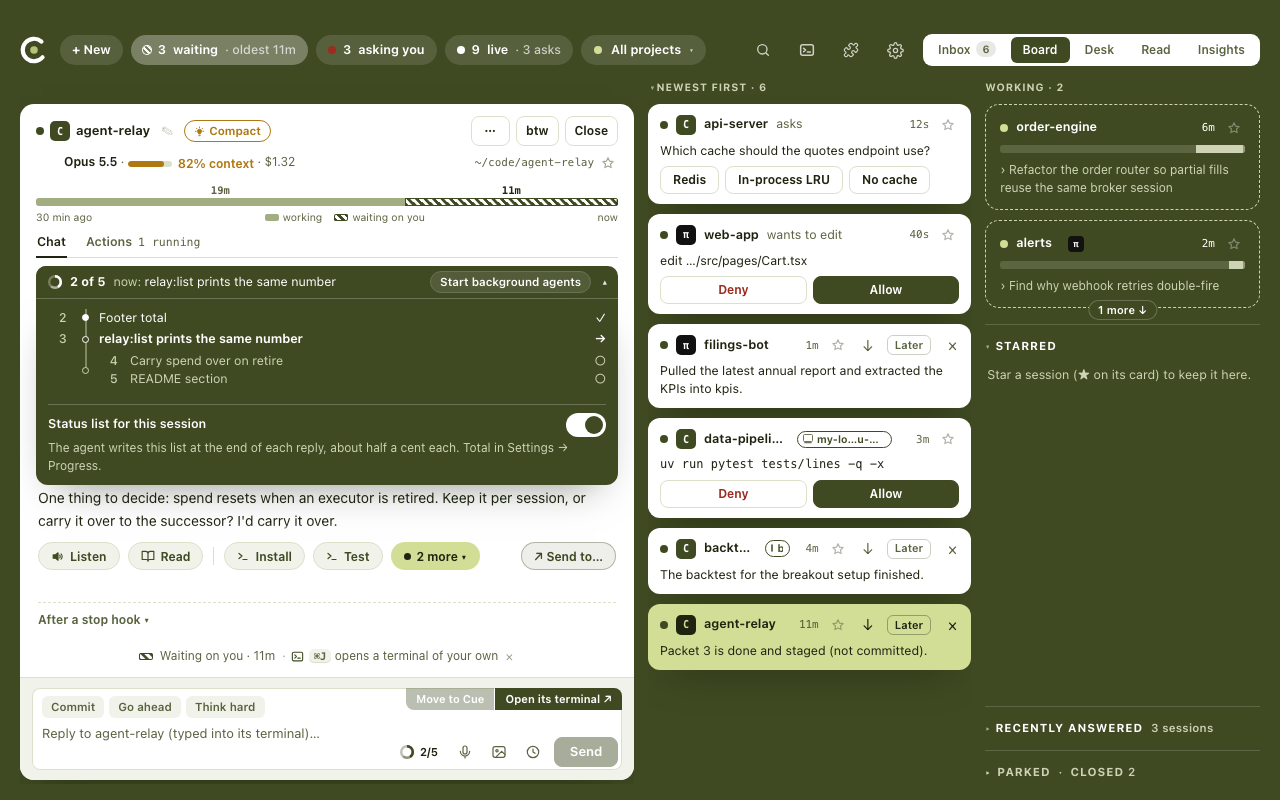 + New
3 waiting · oldest 11m
3 asking you
9 live · 3 asks
All projects
Inbox 6
Board
Desk
Read
Insights
C agent-relay
Compact
···
btw
Close
Opus 5.5 · 82% context · $1.32
~/code/agent-relay
19m
11m
30 min ago
working
waiting on you
now
Chat
Actions 1 running
2 of 5 now: relay:list prints the same number
Start background agents
2 Footer total
3 relay:list prints the same number
4 Carry spend over on retire
5 README section
Status list for this session
The agent writes this list at the end of each reply, about half a cent each. Total in Settings →
Progress.
One thing to decide: spend resets when an executor is retired. Keep it per session, or
carry it over to the successor? I'd carry it over.
Listen
Read
Install
Test
2 more
↗ Send to...
After a stop hook
Waiting on you · 11m · ⌘J opens a terminal of your own ×
Commit
Go ahead
Think hard
Move to Cue
Open its terminal ↗
Reply to agent-relay (typed into its terminal)...
2/5
Send
NEWEST FIRST · 6
C api-server asks 12s
Which cache should the quotes endpoint use?
Redis
In-process LRU
No cache
π web-app wants to edit 40s
edit …/src/pages/Cart.tsx
Deny
Allow
π filings-bot 1m ↓ Later ×
Pulled the latest annual report and extracted the
KPIs into kpis.
C data-pipeli... my-lo...u-... 3m
uv run pytest tests/lines -q -x
Deny
Allow
C backt... 4m ↓ Later ×
The backtest for the breakout setup finished.
C agent-relay 11m ↓ Later ×
Packet 3 is done and staged (not committed).
WORKING · 2
order-engine 6m
› Refactor the order router so partial fills
reuse the same broker session
alerts π 2m
› Find why webhook retries double-fire
1 more ↓
STARRED
Star a session (★ on its card) to keep it here.
RECENTLY ANSWERED 3 sessions
PARKED · CLOSED 2